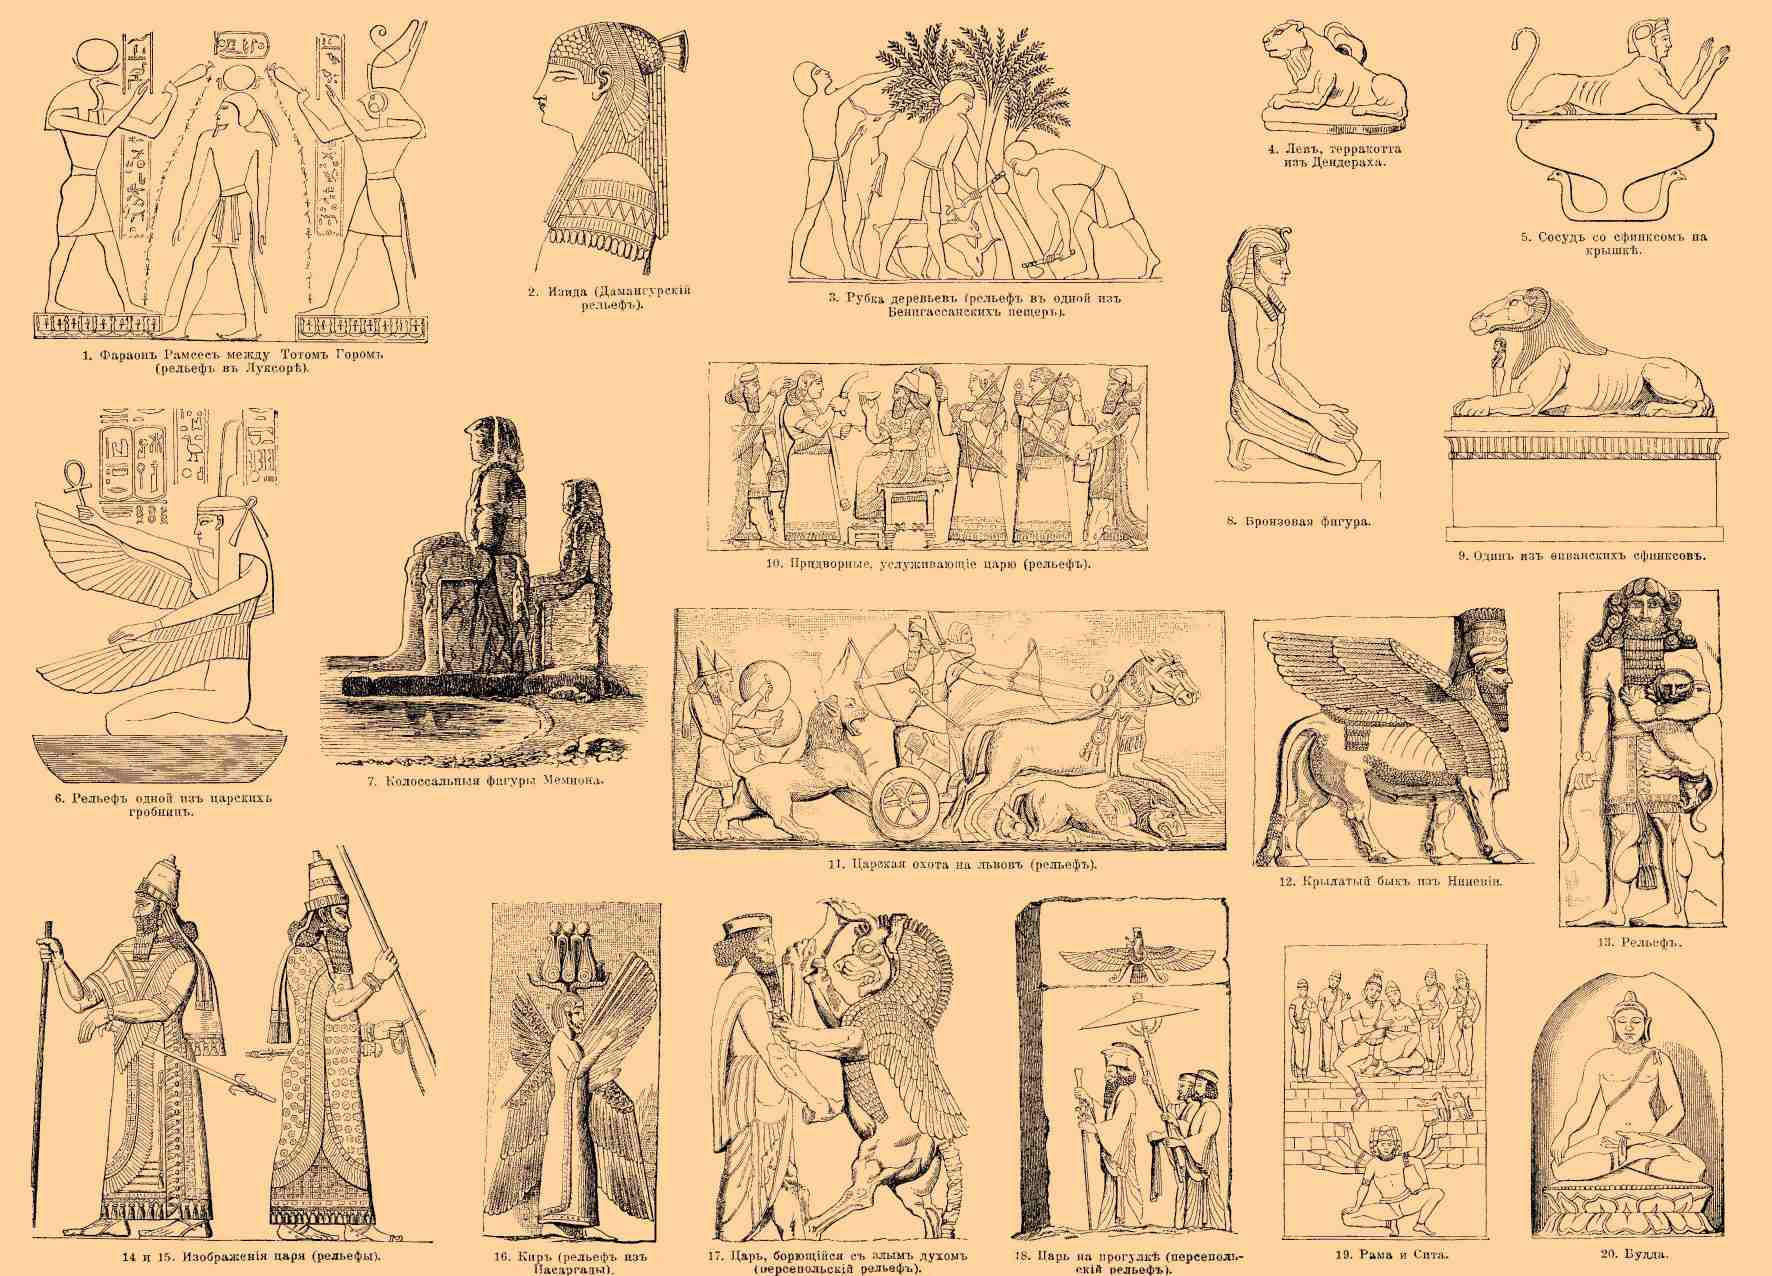 1. Фараонъ Рамсесъ между Тотомъ Горомъ
(рельефъ въ Луксорѣ).
2. Изида (Дамангурскій
рельефъ).
3. Рубка деревьевъ (рельефъ въ одной изъ
Бенигассанскихъ пещеръ).
4. Левъ, терракотта
изъ Дендераха.
5. Сосудъ со сфинксомъ на
крышкѣ.
6. Рельефъ одной изъ царскихъ
гробницъ.
7. Колоссальныя фигуры Мемнона.
8. Бронзовая фигура.
9. Одинъ изъ ѳиванскихъ сфинксовъ.
10. Придворные, услуживающіе царю (рельефъ).
11. Царская охота на львовъ (рельефъ).
12. Крылатый быкъ изъ Ниневіи.
13. Рельефъ.
14 и 15. Изображенія царя (рельефы).
16. Киръ (рельефъ изъ
Пасаргады).
17. Царь, борющійся съ злымъ духомъ
(персепольскій рельефъ).
18. Царь на прогулкѣ (персеполь-
скій рельефъ).
19. Рама и Сита.
20. Будда.